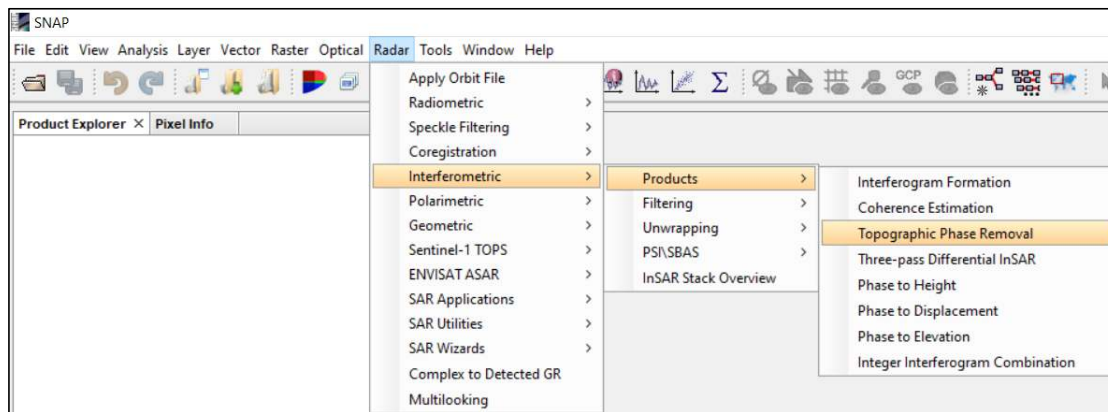 SNAP
File Edit View Analysis Layer Vector Raster Optical Radar Tools Window Help
GCP
Product Explorer × Pixel Info
Apply Orbit File
Radiometric >
Speckle Filtering >
Coregistration >
Interferometric >
Polarimetric >
Geometric >
Sentinel-1 TOPS >
ENVISAT ASAR >
SAR Applications >
SAR Utilities >
SAR Wizards >
Complex to Detected GR
Multilooking
Products >
Filtering >
Unwrapping >
PSI\SBAS >
InSAR Stack Overview
Interferogram Formation
Coherence Estimation
Topographic Phase Removal
Three-pass Differential InSAR
Phase to Height
Phase to Displacement
Phase to Elevation
Integer Interferogram Combination